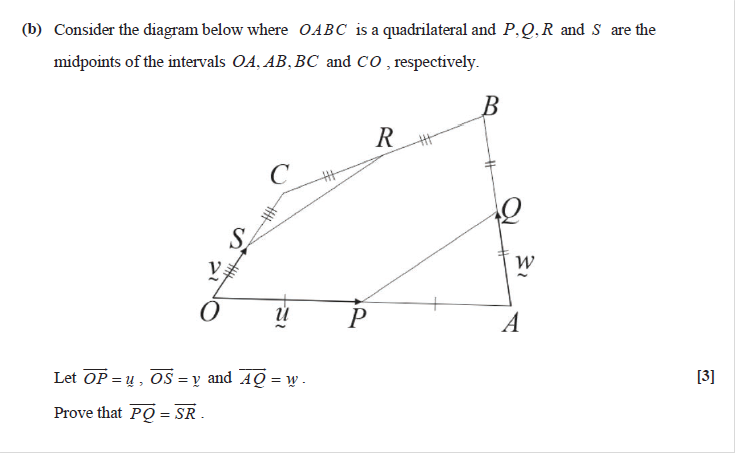 (b) Consider the diagram below where OABC is a quadrilateral and P, Q, R and S are the
midpoints of the intervals OA, AB, BC and CO , respectively.
B
R
C
Q
S
v
w
O
u
P
A
Let OP = u , OS = v and AQ = w .
[3]
Prove that PQ = SR .